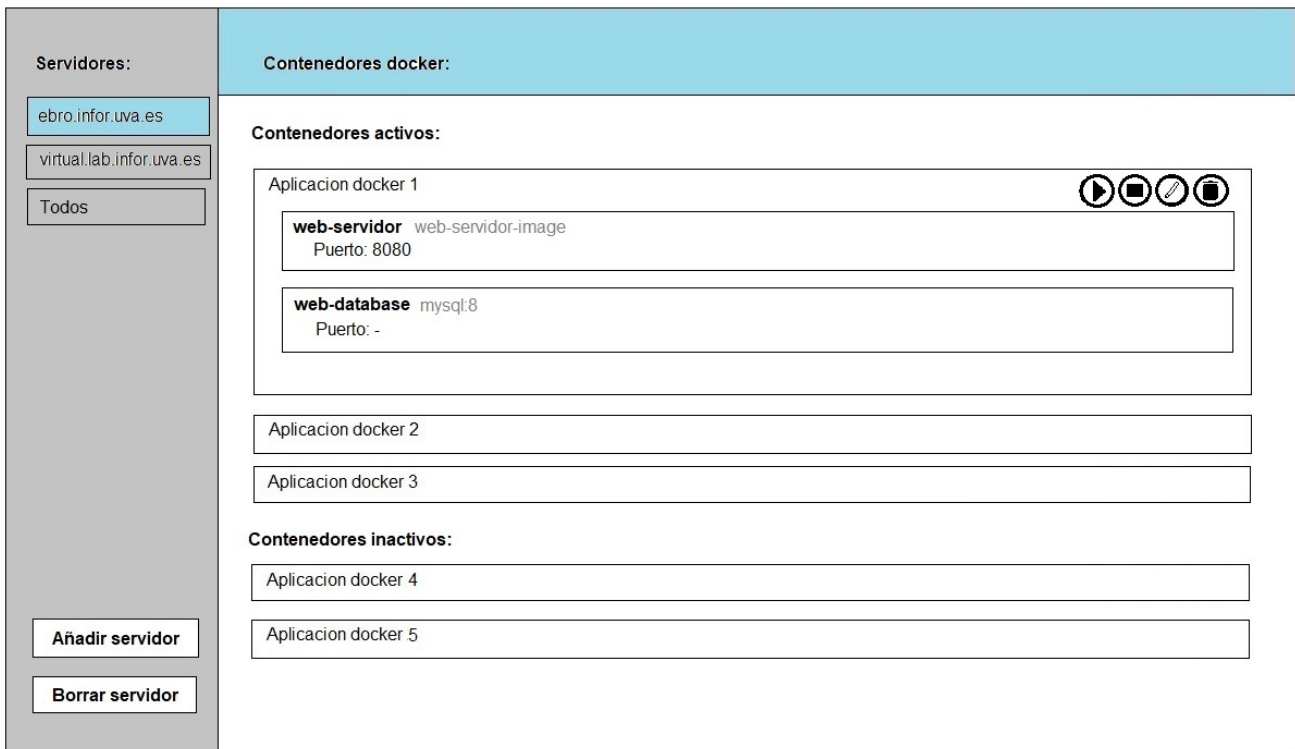 Servidores:
ebro.infor.uva.es
virtual.lab.infor.uva.es
Todos
Añadir servidor
Borrar servidor
Contenedores docker:
Contenedores activos:
Aplicacion docker 1
web-servidor web-servidor-image
Puerto: 8080
web-database mysql:8
Puerto: -
Aplicacion docker 2
Aplicacion docker 3
Contenedores inactivos:
Aplicacion docker 4
Aplicacion docker 5